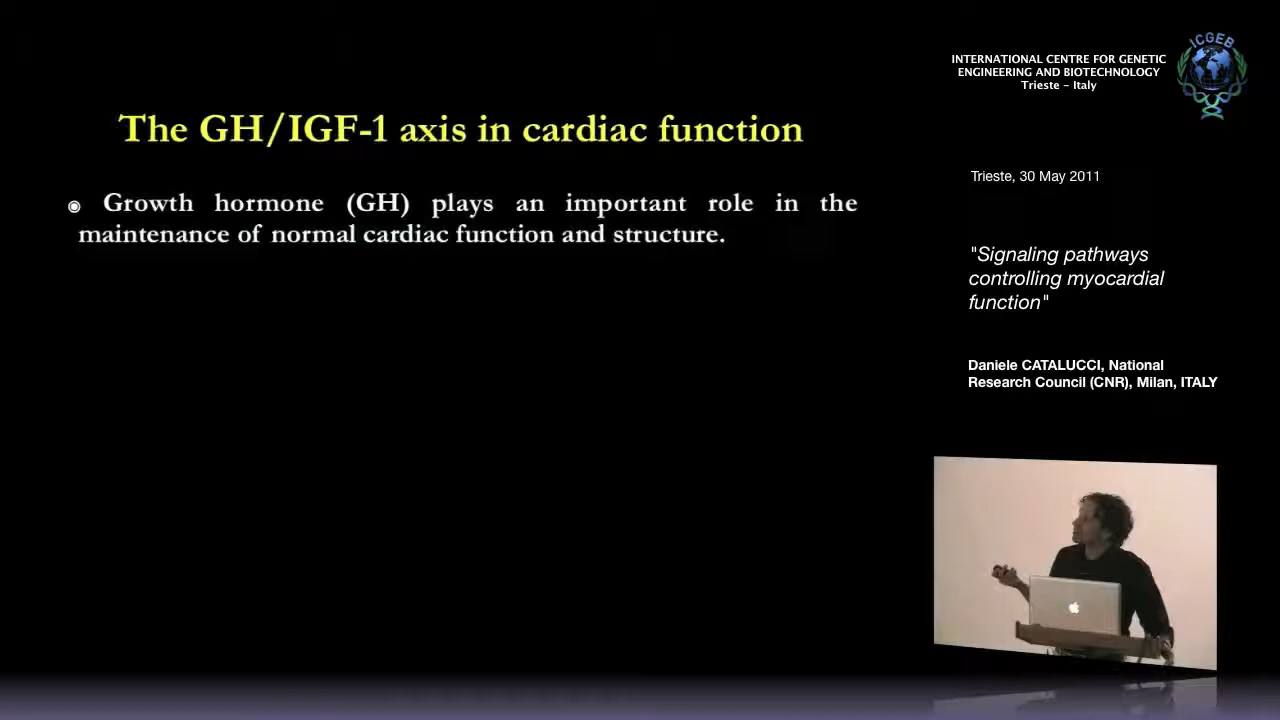 The GH/IGF-1 axis in cardiac function
◉ Growth hormone (GH) plays an important role in the
maintenance of normal cardiac function and structure.
ICGEB
INTERNATIONAL CENTRE FOR GENETIC
ENGINEERING AND BIOTECHNOLOGY
Trieste – Italy
Trieste, 30 May 2011
"Signaling pathways
controlling myocardial
function"
Daniele CATALUCCI, National
Research Council (CNR), Milan, ITALY